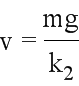 v = mg/k₂